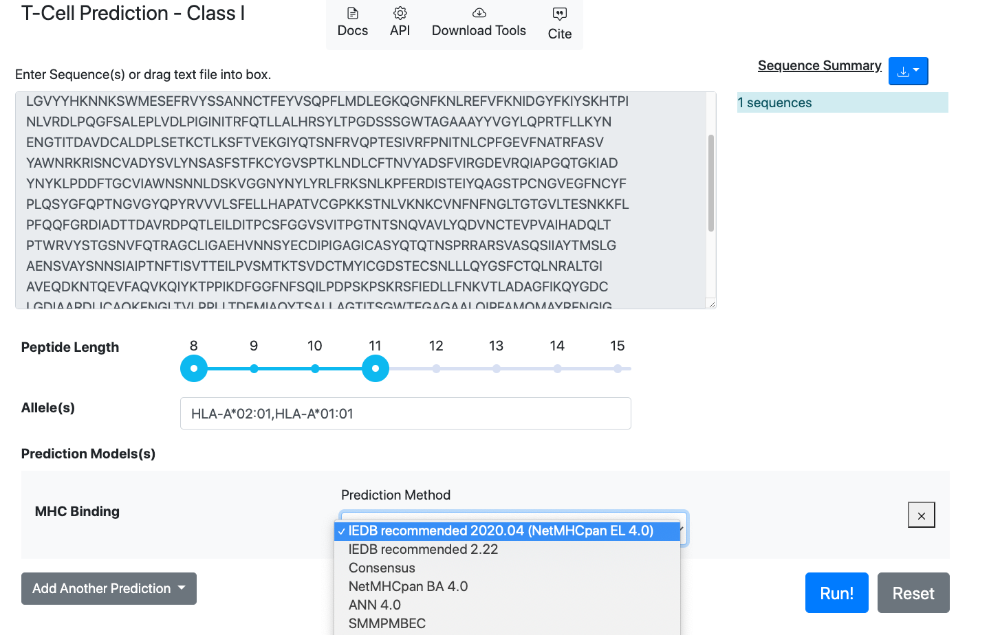 T-Cell Prediction - Class I
Docs
API
Download Tools
Cite
Enter Sequence(s) or drag text file into box.
Sequence Summary
1 sequences
LGVYYHKNNKSWMESEFRVYSSANNCTFEYVSQPFLMDLEGKQGNFKNLREFVFKNIDGYFKIYSKHTPI
NLVRDLPQGFSALEPLVDLPIGINITRFQTLLALHRSYLTPGDSSSGWTAGAAAYYVGYLQPRTFLLKYN
ENGTITDAVDCALDPLSETKCTLKSFTVEKGIYQTSNFRVQPTESIVRFPNITNLCPFGEVFNATRFASV
YAWNRKRISNCVADYSVLYNSASFSTFKCYGVSPTKLNDLCFTNVYADSFVIRGDEVRQIAPGQTGKIAD
YNYKLPDDFTGCVIAWNSNNLDSKVGGNYNYLYRLFRKSNLKPFERDISTEIYQAGSTPCNGVEGFNCYF
PLQSYGFQPTNGVGYQPYRVVVLSFELLHAPATVCGPKKSTNLVKNKCVNFNFNGLTGTGVLTESNKKFL
PFQQFGRDIADTTDAVRDPQTLEILDITPCSFGGVSVITPGTNTSNQVAVLYQDVNCTEVPVAIHADQLT
PTWRVYSTGSNVFQTRAGCLIGAEHVNNSYECDIPIGAGICASYQTQTNSPRRARSVASQSIIAYTMSLG
AENSVAYSNNSIAIPTNFTISVTTEILPVSMTKTSVDCTMYICGDSTECSNLLLQYGSFCTQLNRALTGI
AVEQDKNTQEVFAQVKQIYKTPPIKDFGGFNFSQILPDPSKPSKRSFIEDLLFNKVTLADAGFIKQYGDC
LGDIAARDLICAQKFNGLTVLPPLLTDEMIAQYTSALLAGTITSGWTFGAGAALQIPFAMQMAYRFNGIG
Peptide Length
8 9 10 11 12 13 14 15
Allele(s)
HLA-A*02:01,HLA-A*01:01
Prediction Models(s)
Prediction Method
MHC Binding
IEDB recommended 2020.04 (NetMHCpan EL 4.0)
IEDB recommended 2.22
Consensus
NetMHCpan BA 4.0
ANN 4.0
SMMPMBEC
Add Another Prediction
Run!
Reset